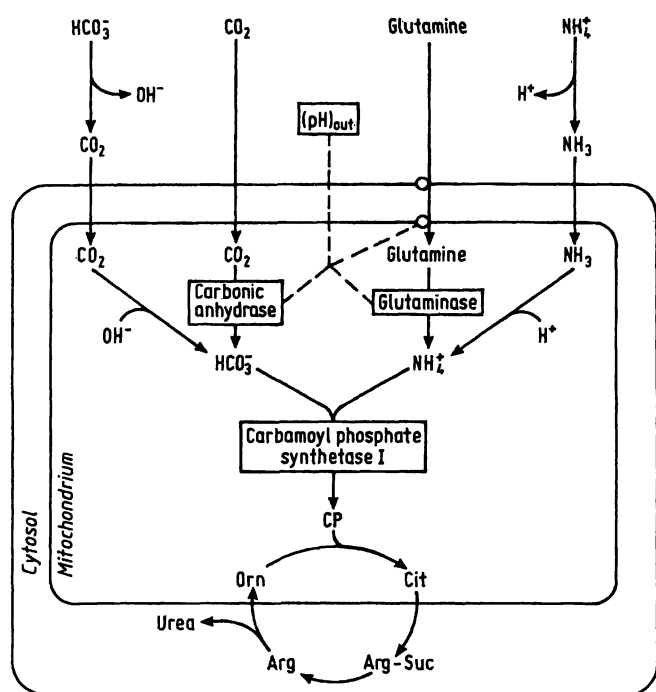 HCO₃⁻
CO₂
Glutamine
NH₄⁺
OH⁻
(pH)out
H⁺
CO₂
NH₃
CO₂
CO₂
Glutamine
NH₃
Carbonic
anhydrase
Glutaminase
OH⁻
H⁺
HCO₃⁻
NH₄⁺
Carbamoyl phosphate
synthetase I
CP
Orn
Cit
Urea
Arg
Arg-Suc
Cytosol
Mitochondrium